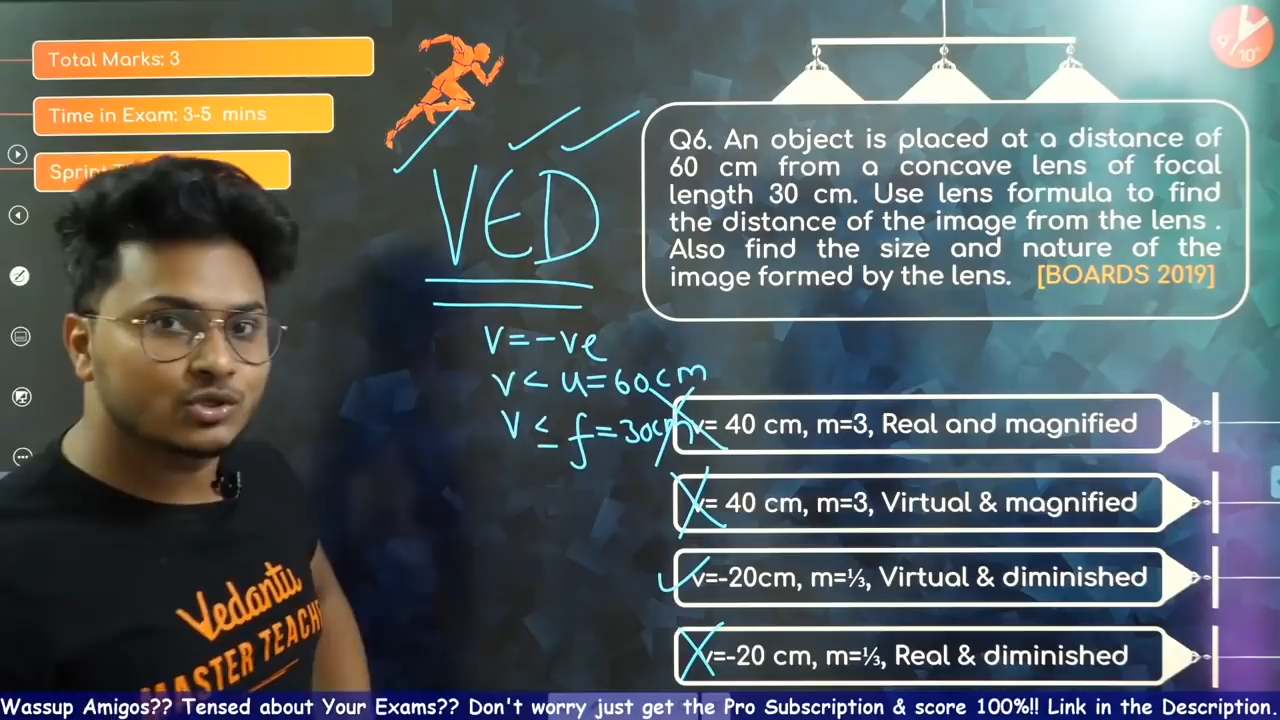 Total Marks: 3
Time in Exam: 3-5 mins
VED
v=-ve
v< u=60cm
v ≤ f=30cm
Q6. An object is placed at a distance of
60 cm from a concave lens of focal
length 30 cm. Use lens formula to find
the distance of the image from the lens .
Also find the size and nature of the
image formed by the lens. [BOARDS 2019]
v= 40 cm, m=3, Real and magnified
v= 40 cm, m=3, Virtual & magnified
v=-20cm, m=⅓, Virtual & diminished
v=-20 cm, m=⅓, Real & diminished
9th
10th
Vedantu
MASTER TEACH
Wassup Amigos?? Tensed about Your Exams?? Don't worry just get the Pro Subscription & score 100%!! Link in the Description.